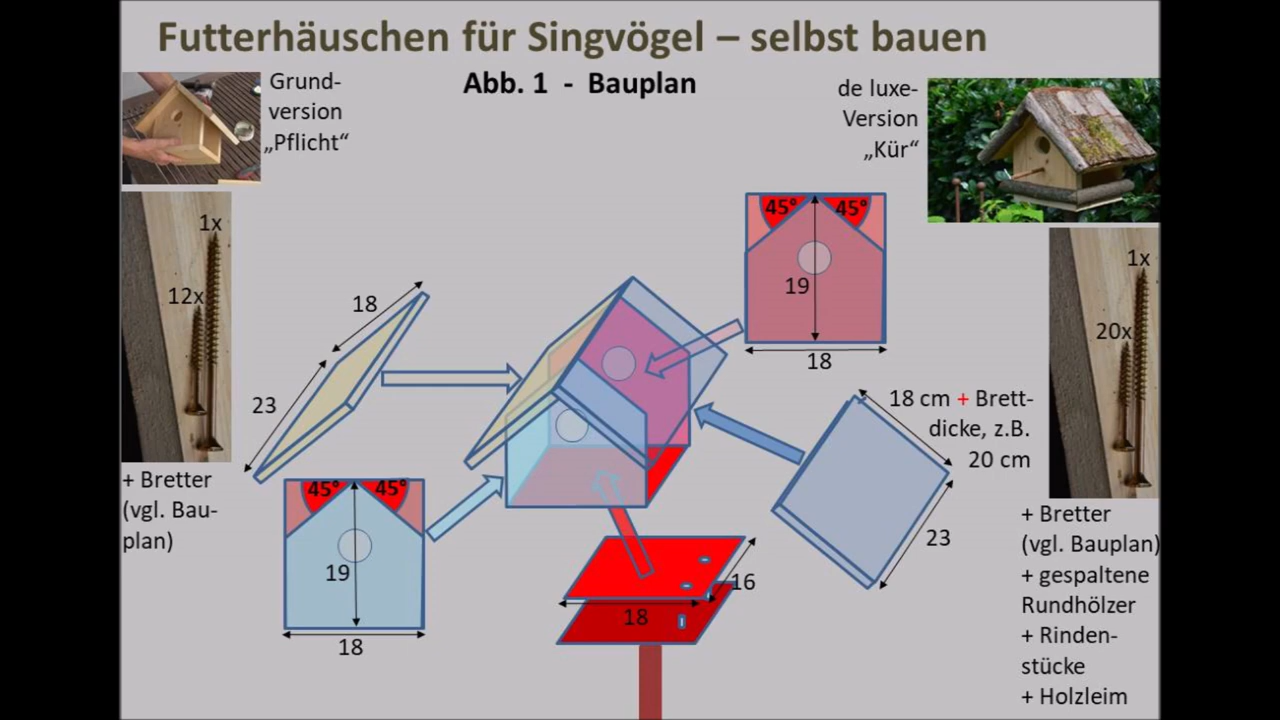 Futterhäuschen für Singvögel – selbst bauen
Abb. 1 - Bauplan
Grund-
version
„Pflicht“
de luxe-
Version
„Kür“
1x
12x
+ Bretter
(vgl. Bau-
plan)
18
23
45°
45°
19
18
45°
45°
19
18
18 cm + Brett-
dicke, z.B.
20 cm
23
16
18
1x
20x
+ Bretter
(vgl. Bauplan)
+ gespaltene
Rundhölzer
+ Rinden-
stücke
+ Holzleim